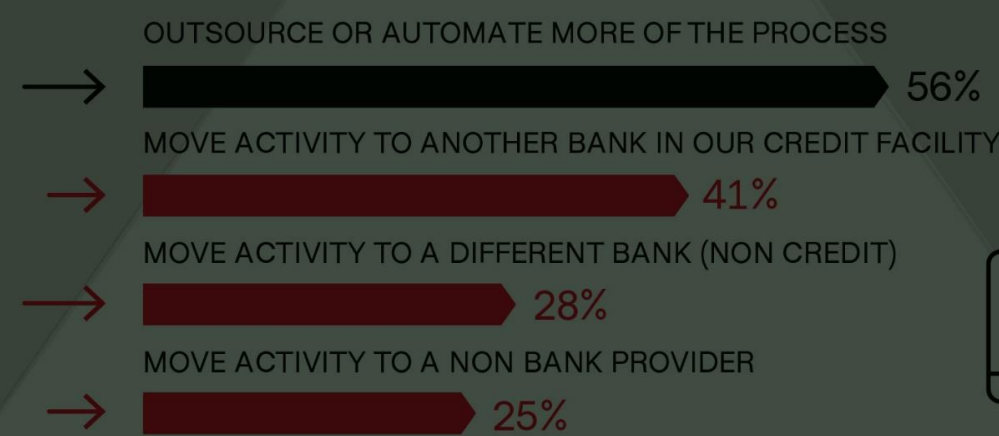 OUTSOURCE OR AUTOMATE MORE OF THE PROCESS
56%
MOVE ACTIVITY TO ANOTHER BANK IN OUR CREDIT FACILITY
41%
MOVE ACTIVITY TO A DIFFERENT BANK (NON CREDIT)
28%
MOVE ACTIVITY TO A NON BANK PROVIDER
25%